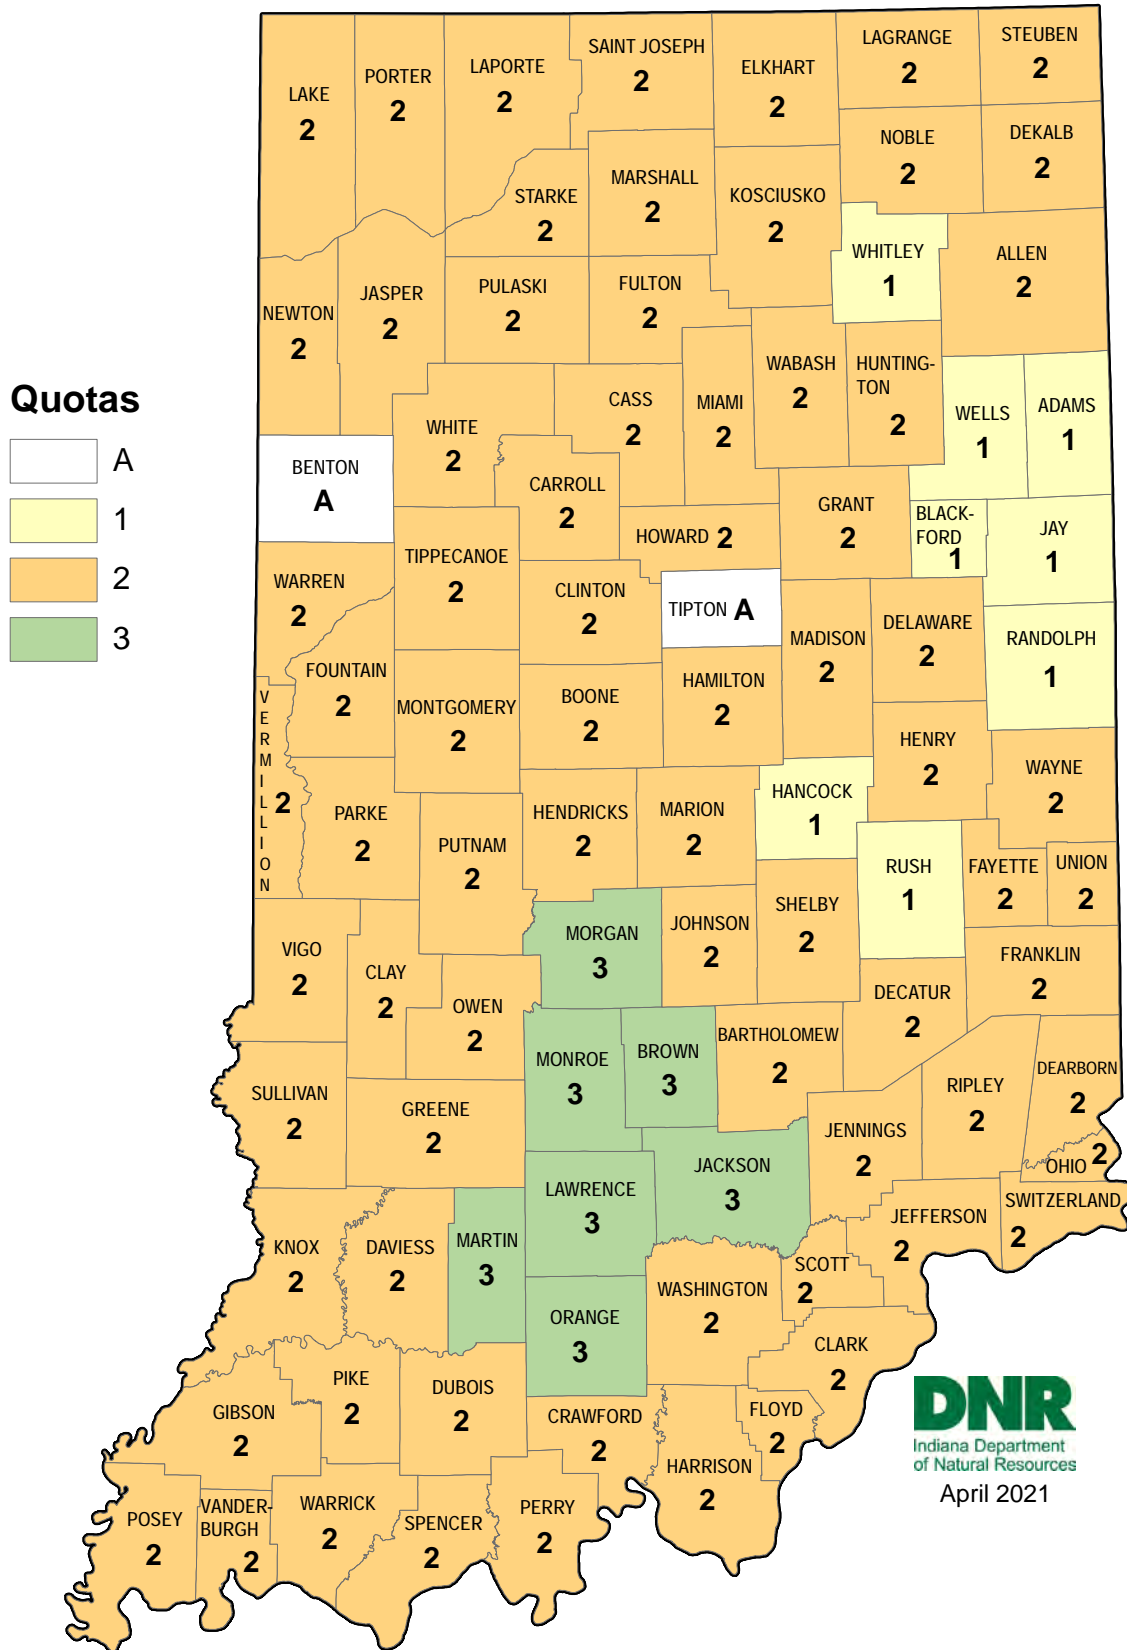 LAKE
2
PORTER
2
LAPORTE
2
SAINT JOSEPH
2
ELKHART
2
LAGRANGE
2
STEUBEN
2
NOBLE
2
DEKALB
2
STARKE
2
MARSHALL
2
KOSCIUSKO
2
WHITLEY
1
ALLEN
2
NEWTON
2
JASPER
2
PULASKI
2
FULTON
2
WABASH
2
HUNTING-
TON
2
MIAMI
2
CASS
2
WHITE
2
WELLS
1
ADAMS
1
Quotas
A
1
2
3
BENTON
A
CARROLL
2
GRANT
2
BLACK-
FORD
1
JAY
1
HOWARD 2
TIPPECANOE
2
WARREN
2
CLINTON
2
TIPTON A
MADISON
2
DELAWARE
2
RANDOLPH
1
FOUNTAIN
2
MONTGOMERY
2
BOONE
2
HAMILTON
2
HENRY
2
WAYNE
2
V
E
R
M
I
L
L
I
O
N
2
PARKE
2
PUTNAM
2
HENDRICKS
2
MARION
2
HANCOCK
1
RUSH
1
FAYETTE
2
UNION
2
SHELBY
2
JOHNSON
2
MORGAN
3
VIGO
2
CLAY
2
OWEN
2
FRANKLIN
2
DECATUR
2
BARTHOLOMEW
2
BROWN
3
MONROE
3
SULLIVAN
2
GREENE
2
RIPLEY
2
DEARBORN
2
JENNINGS
2
OHIO 2
JACKSON
3
LAWRENCE
3
SWITZERLAND
2
JEFFERSON
2
KNOX
2
DAVIESS
2
MARTIN
3
SCOTT
2
WASHINGTON
2
ORANGE
3
CLARK
2
PIKE
2
DUBOIS
2
GIBSON
2
CRAWFORD
2
FLOYD
2
HARRISON
2
POSEY
2
VANDER-
BURGH
2
WARRICK
2
SPENCER
2
PERRY
2
DNR
Indiana Department
of Natural Resources
April 2021